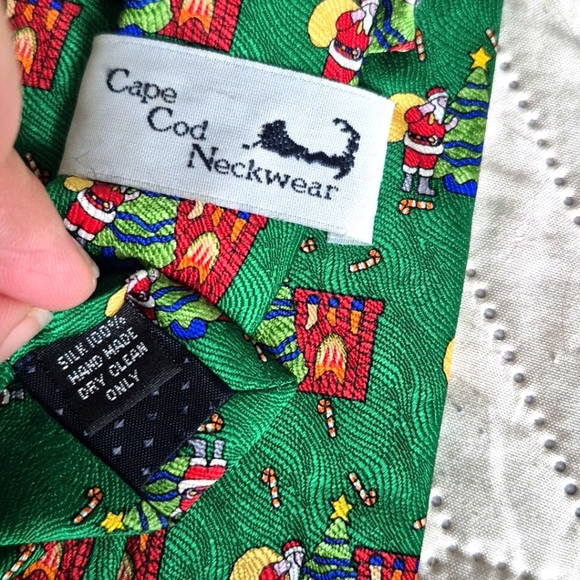 Cape
Cod
Neckwear
SILK 100%
HAND MADE
DRY CLEAN
ONLY